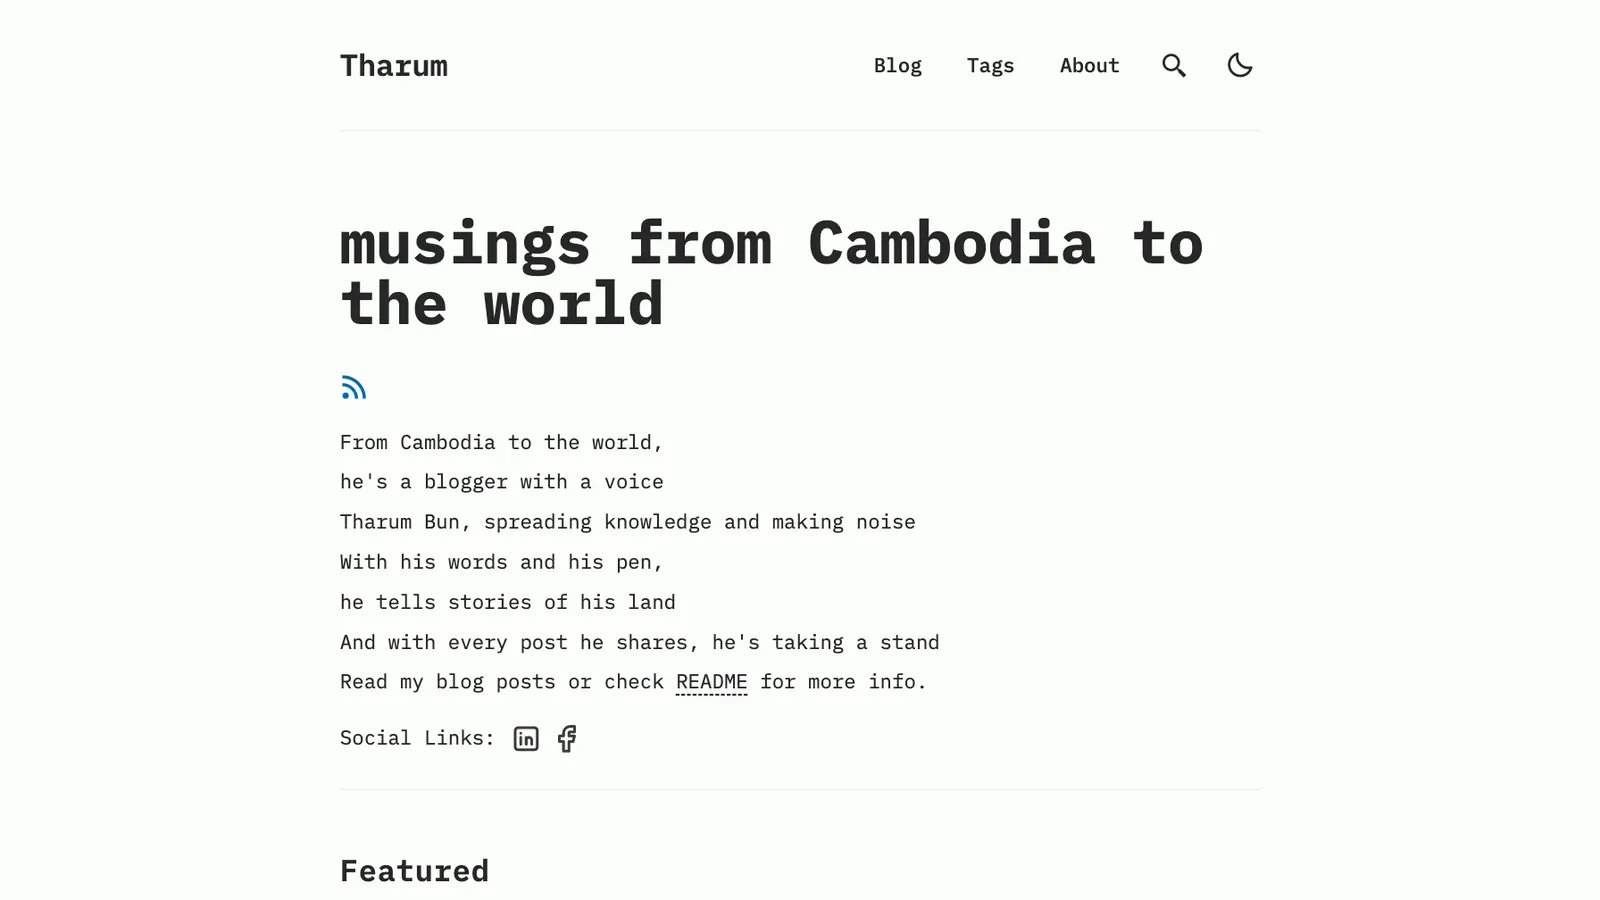 Tharum
Blog Tags About
musings from Cambodia to
the world
From Cambodia to the world,
he's a blogger with a voice
Tharum Bun, spreading knowledge and making noise
With his words and his pen,
he tells stories of his land
And with every post he shares, he's taking a stand
Read my blog posts or check README for more info.
Social Links:
Featured